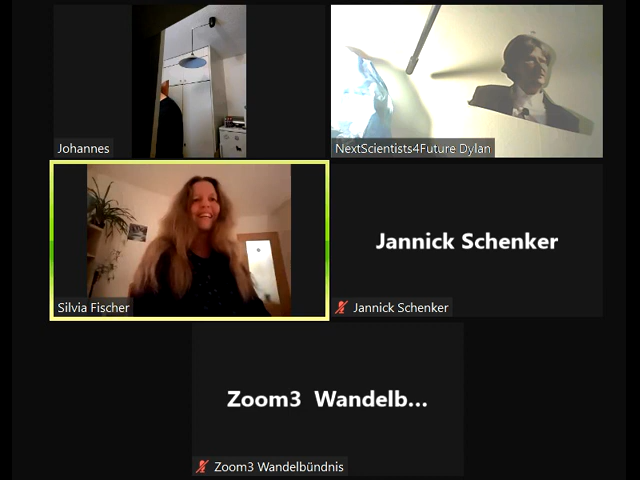 Johannes
NextScientists4Future Dylan
Silvia Fischer
Jannick Schenker
Jannick Schenker
Zoom3 Wandelb...
Zoom3 Wandelbündnis